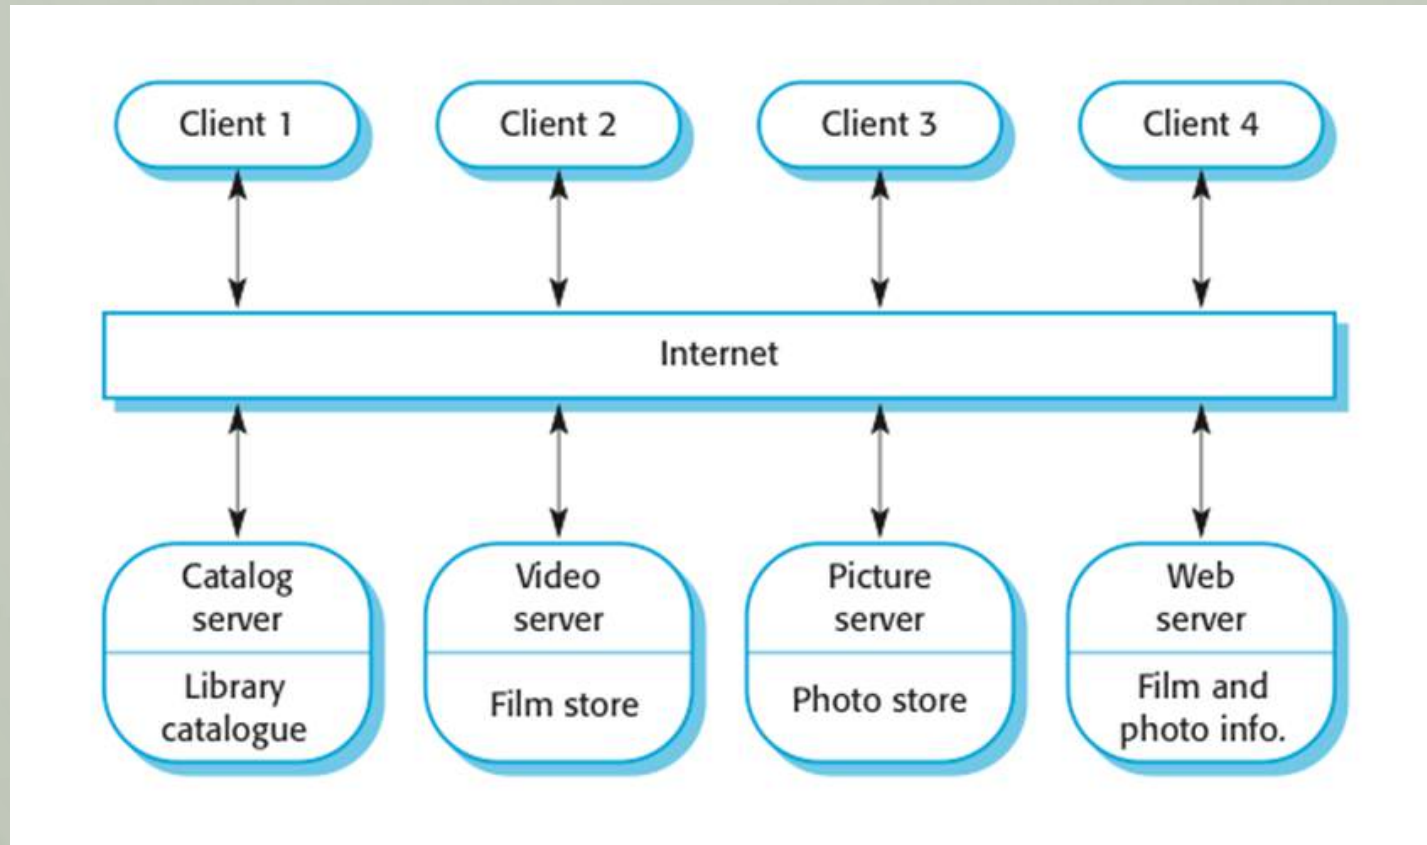 Client 1
Client 2
Client 3
Client 4
Internet
Catalog
server
Library
catalogue
Video
server
Film store
Picture
server
Photo store
Web
server
Film and
photo info.